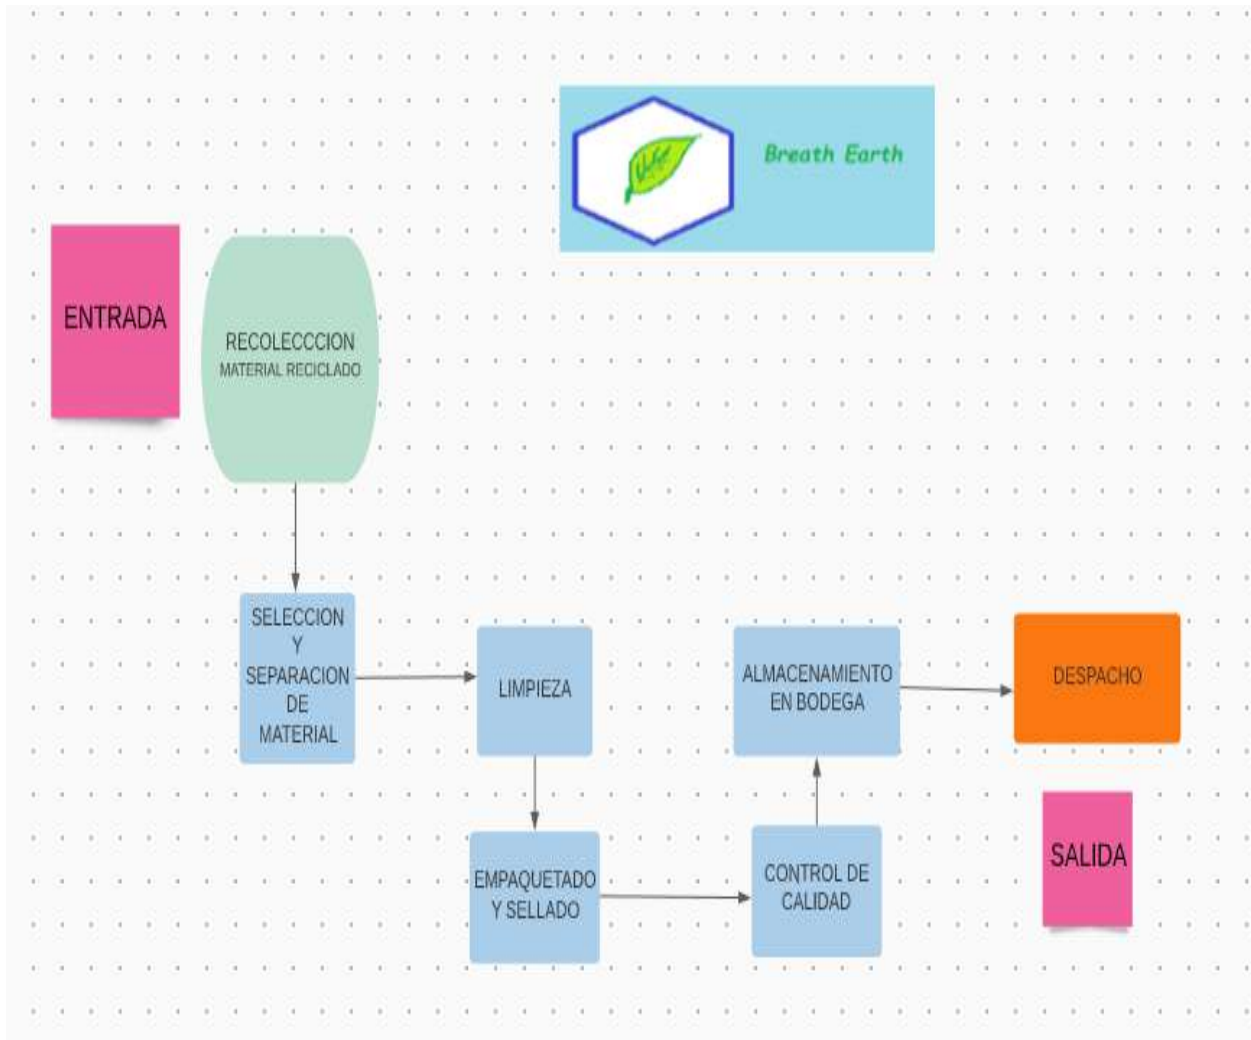 Breath Earth
ENTRADA
RECOLECCCION
MATERIAL RECICLADO
SELECCION
Y
SEPARACION
DE
MATERIAL
LIMPIEZA
EMPAQUETADO
Y SELLADO
CONTROL DE
CALIDAD
ALMACENAMIENTO
EN BODEGA
DESPACHO
SALIDA